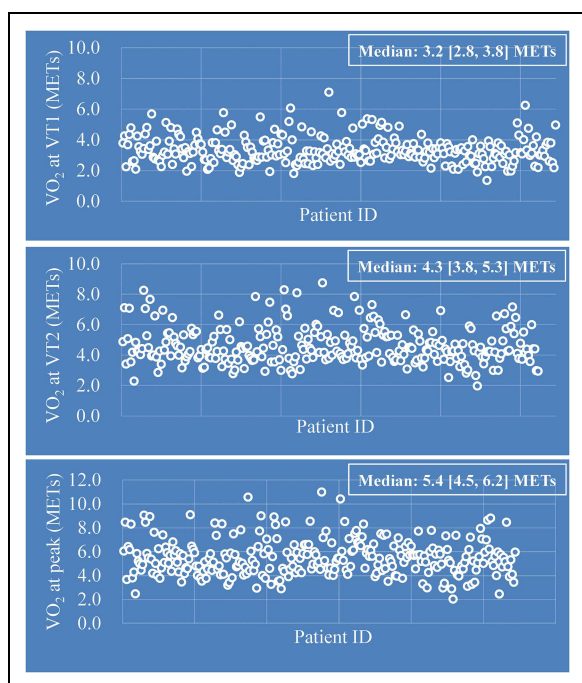 Median: 3.2 [2.8, 3.8] METs
VO₂ at VT1 (METs)
10.0
8.0
6.0
4.0
2.0
0.0
Patient ID
Median: 4.3 [3.8, 5.3] METs
VO₂ at VT2 (METs)
10.0
8.0
6.0
4.0
2.0
0.0
Patient ID
Median: 5.4 [4.5, 6.2] METs
VO₂ at peak (METs)
12.0
10.0
8.0
6.0
4.0
2.0
0.0
Patient ID